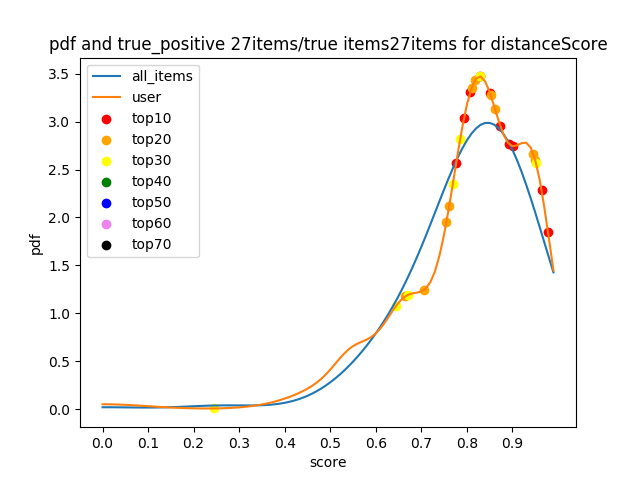 pdf and true_positive 27items/true items27items for distanceScore
all_items
user
top10
top20
top30
top40
top50
top60
top70
3.5
3.0
2.5
2.0
1.5
1.0
0.5
0.0
pdf
0.0 0.1 0.2 0.3 0.4 0.5 0.6 0.7 0.8 0.9
score